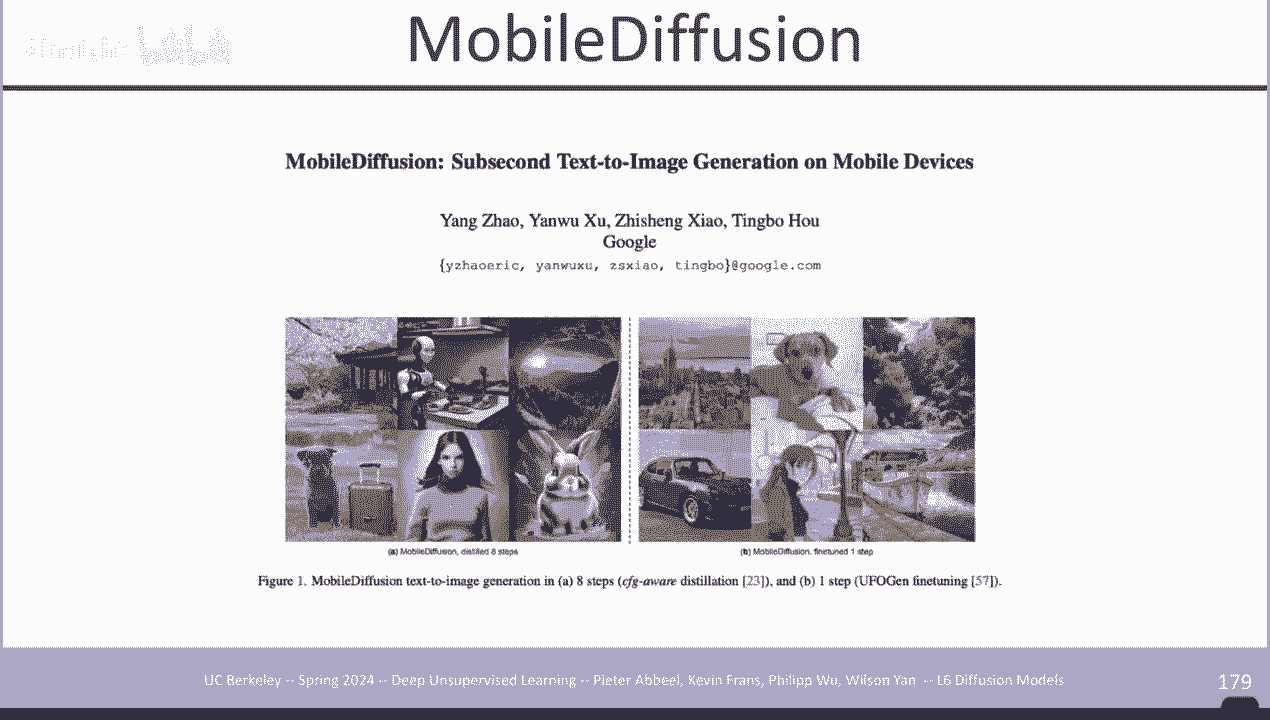 MobileDiffusion
MobileDiffusion: Subsecond Text-to-Image Generation on Mobile Devices
Yang Zhao, Yanwu Xu, Zhisheng Xiao, Tingbo Hou
Google
{yzhaoeric, yanwuxu, zsxiao, tingbo}@google.com
(a) MobileDiffusion, distilled 8 steps
(b) MobileDiffusion, finetuned 1 step
Figure 1. MobileDiffusion text-to-image generation in (a) 8 steps (cfg-aware distillation [23]), and (b) 1 step (UFOGen finetuning [57]).
UC Berkeley -- Spring 2024 -- Deep Unsupervised Learning -- Pieter Abbeel, Kevin Frans, Philipp Wu, Wilson Yan -- L6 Diffusion Models
179